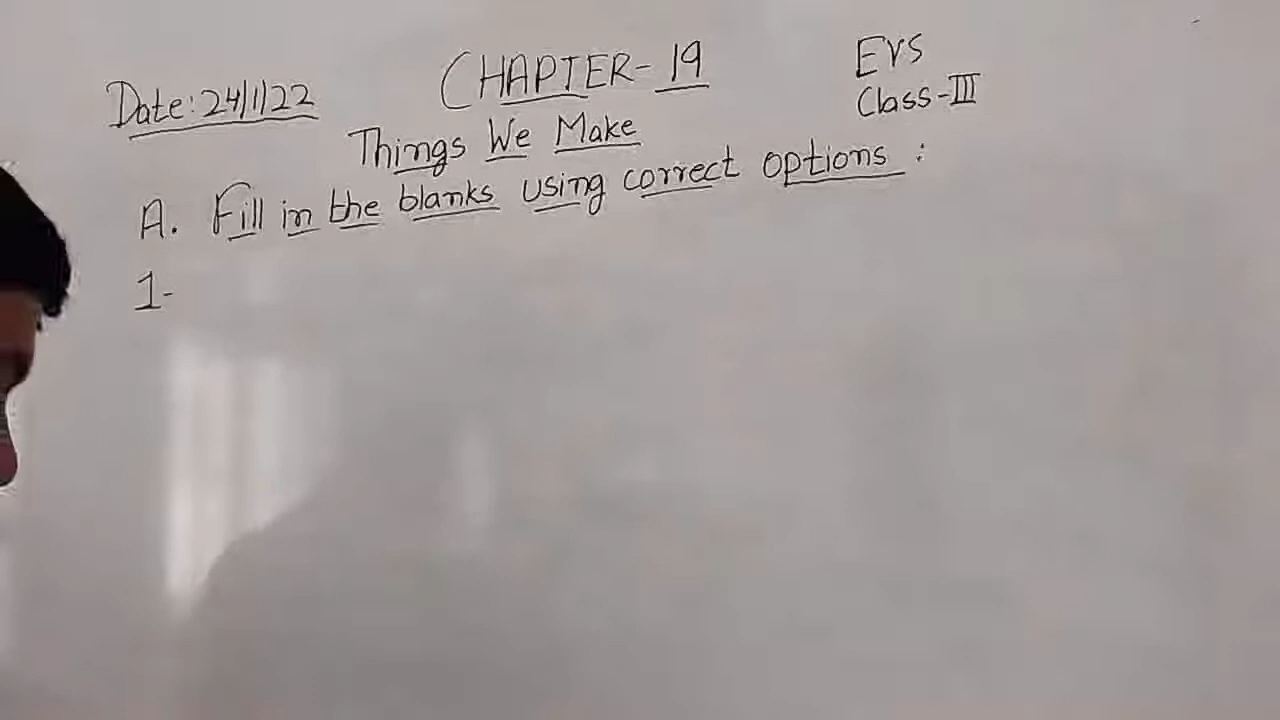 Date: 24/1/22
CHAPTER-19
EVS
Class-III
Things We Make
A. Fill in the blanks using correct options :
1-